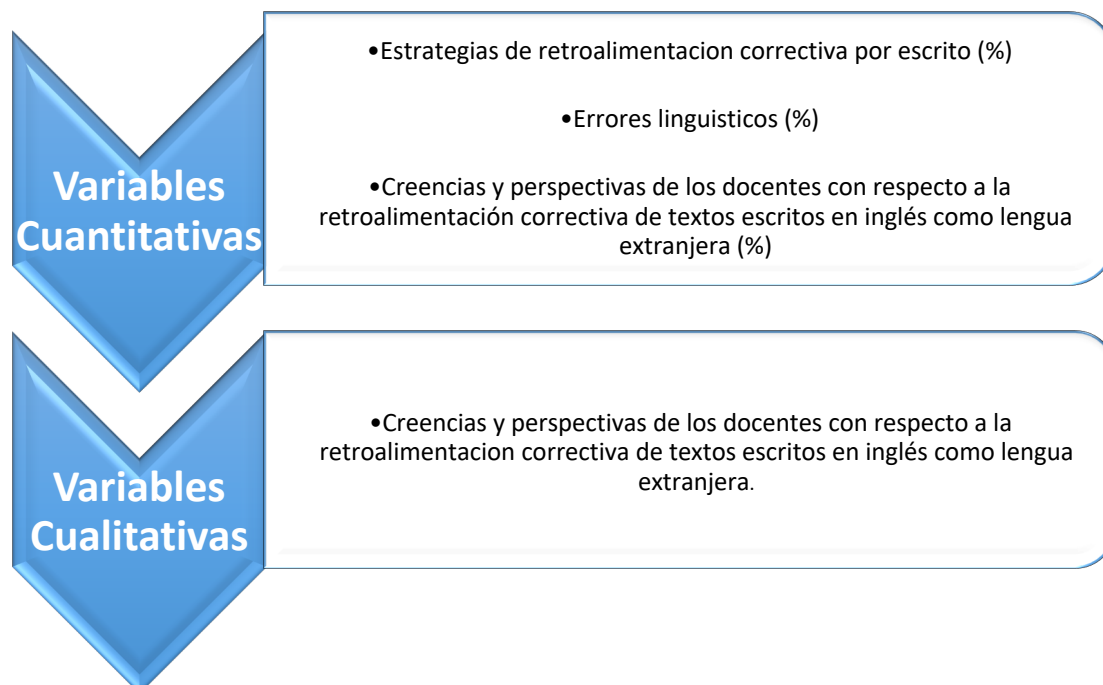 Variables
Cuantitativas
•Estrategias de retroalimentacion correctiva por escrito (%)
•Errores linguisticos (%)
•Creencias y perspectivas de los docentes con respecto a la
retroalimentación correctiva de textos escritos en inglés como lengua
extranjera (%)
Variables
Cualitativas
•Creencias y perspectivas de los docentes con respecto a la
retroalimentacion correctiva de textos escritos en inglés como lengua
extranjera.